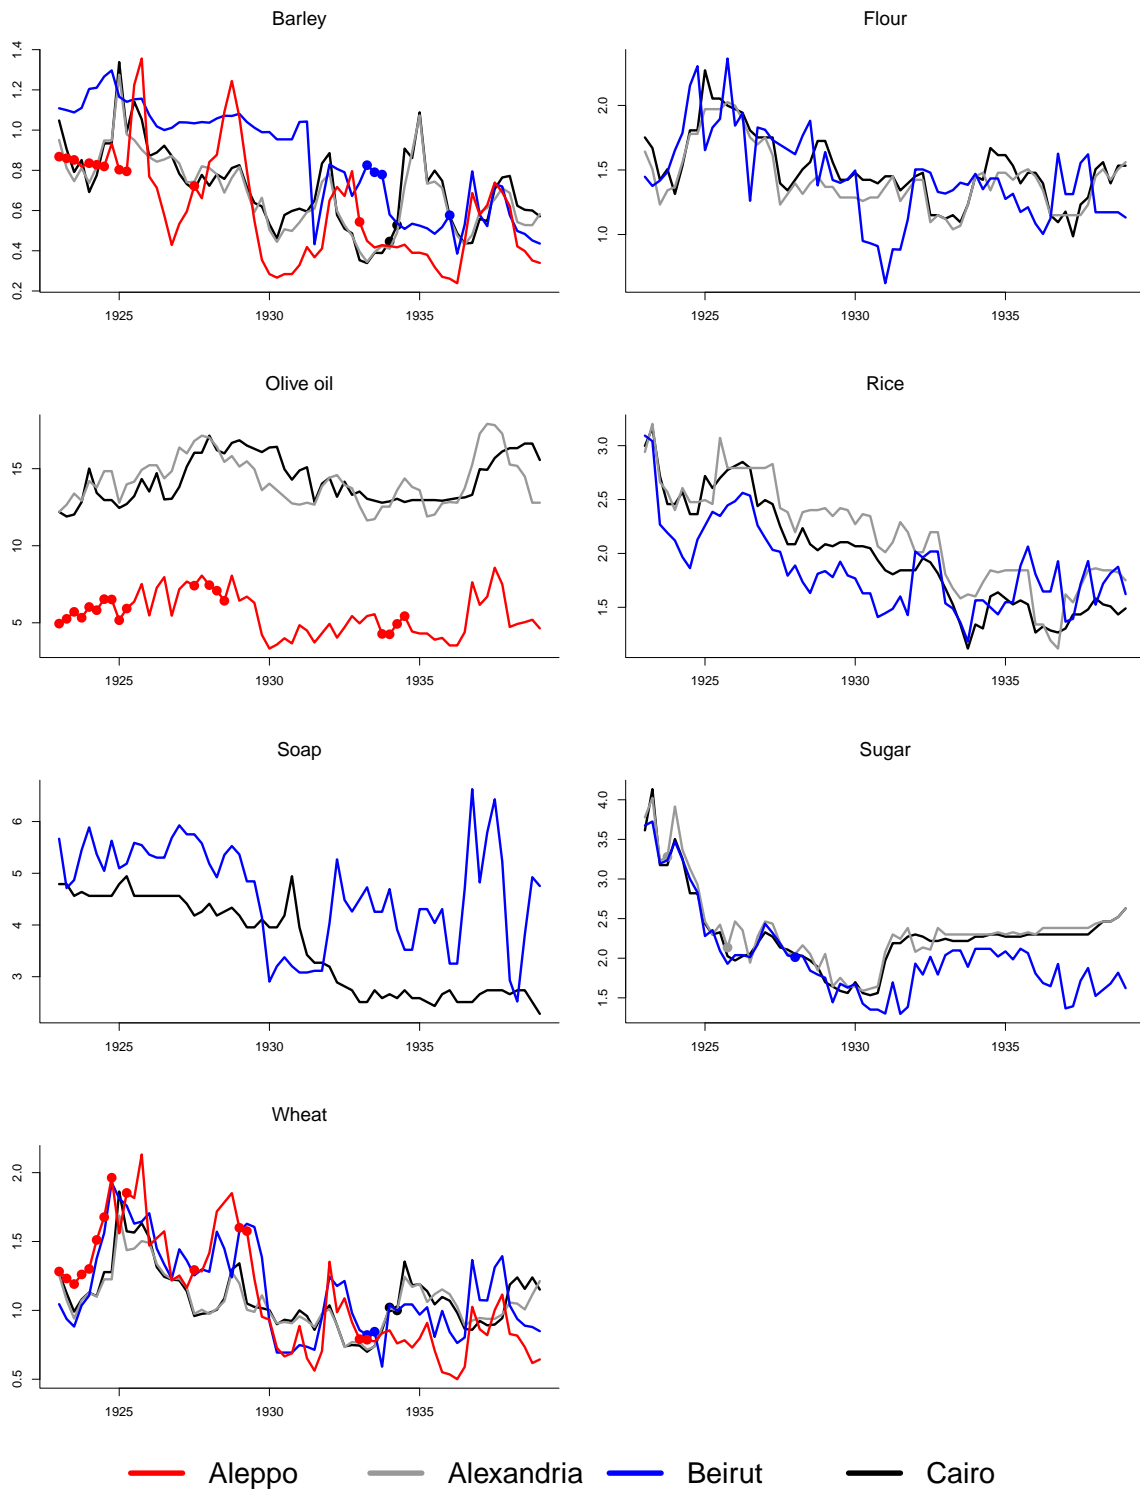 Barley
0.2 0.4 0.6 0.8 1.0 1.2 1.4
1925 1930 1935
Flour
1.0 1.5 2.0
1925 1930 1935
Olive oil
5 10 15
1925 1930 1935
Rice
1.5 2.0 2.5 3.0
1925 1930 1935
Soap
3 4 5 6
1925 1930 1935
Sugar
1.5 2.0 2.5 3.0 3.5 4.0
1925 1930 1935
Wheat
0.5 1.0 1.5 2.0
1925 1930 1935
Aleppo Alexandria Beirut Cairo